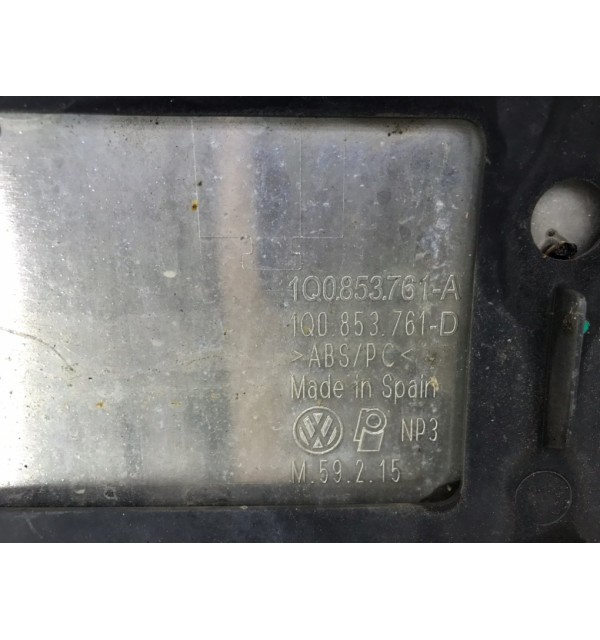 1Q0.853.761-A
1Q0.853.761-D
>ABS/PC<
Made in Spain
NP3
M.59.2.15